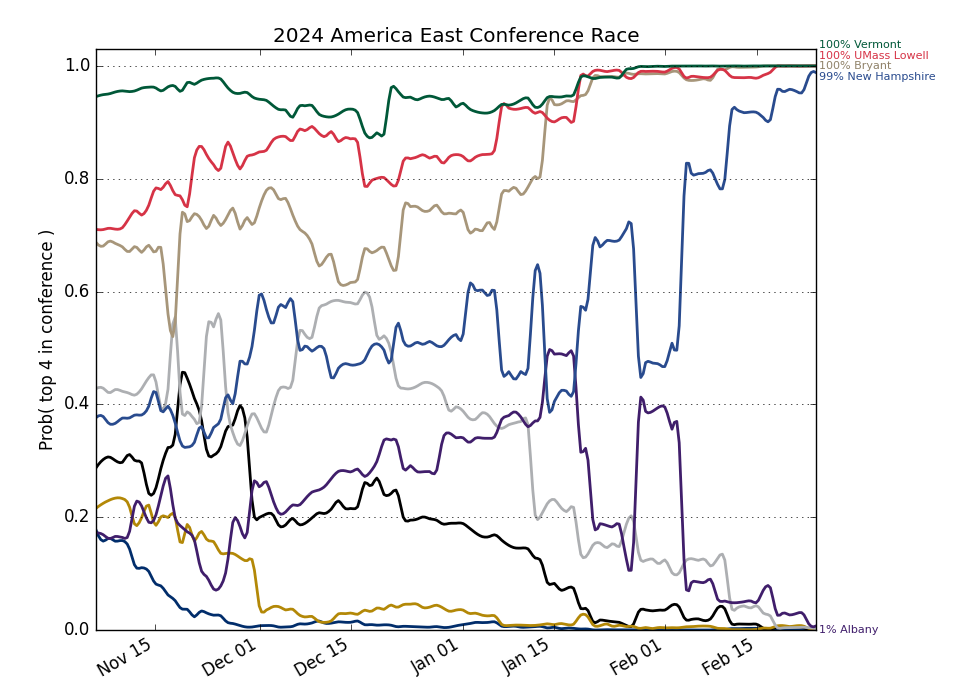 2024 America East Conference Race
100% Vermont
100% UMass Lowell
100% Bryant
99% New Hampshire
1.0
0.8
0.6
0.4
0.2
0.0
Prob( top 4 in conference )
1% Albany
Nov 15
Dec 01
Dec 15
Jan 01
Jan 15
Feb 01
Feb 15